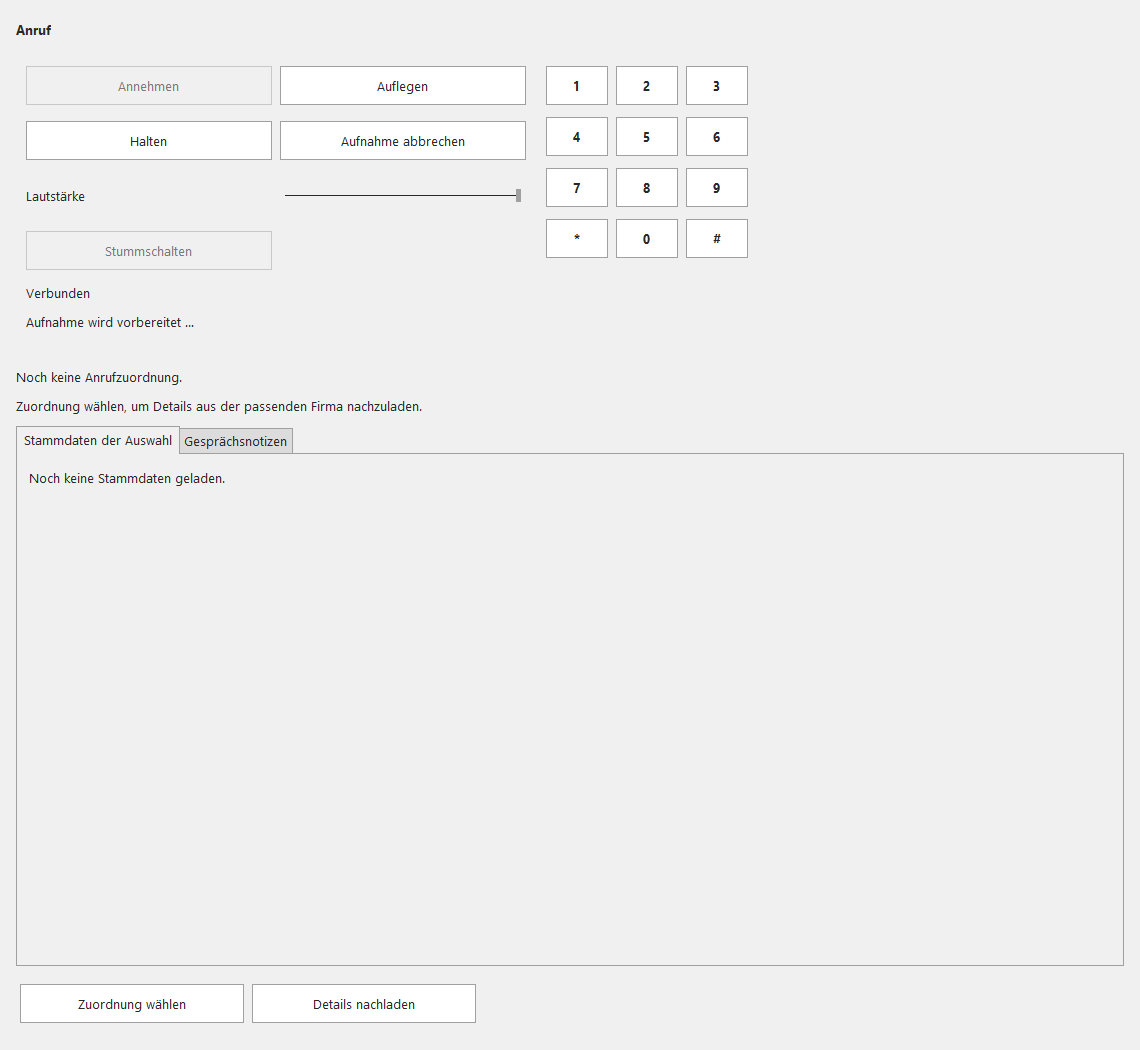 Anruf
Annehmen Auflegen 1 2 3
Halten Aufnahme abbrechen 4 5 6
Lautstärke 7 8 9
Stummschalten * 0 #
Verbunden
Aufnahme wird vorbereitet ...
Noch keine Anrufzuordnung.
Zuordnung wählen, um Details aus der passenden Firma nachzuladen.
Stammdaten der Auswahl Gesprächsnotizen
Noch keine Stammdaten geladen.
Zuordnung wählen Details nachladen